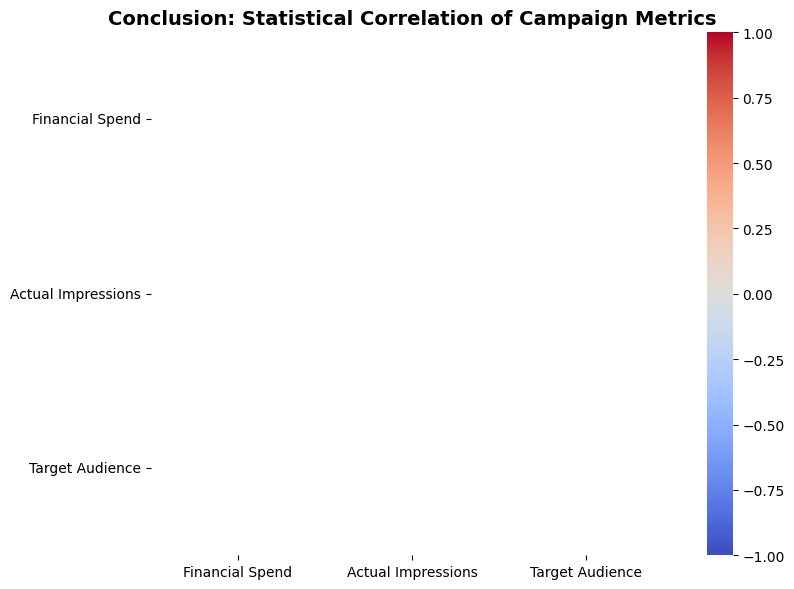 Conclusion: Statistical Correlation of Campaign Metrics
Financial Spend
Actual Impressions
Target Audience
Financial Spend
Actual Impressions
Target Audience
1.00
0.75
0.50
0.25
0.00
−0.25
−0.50
−0.75
−1.00